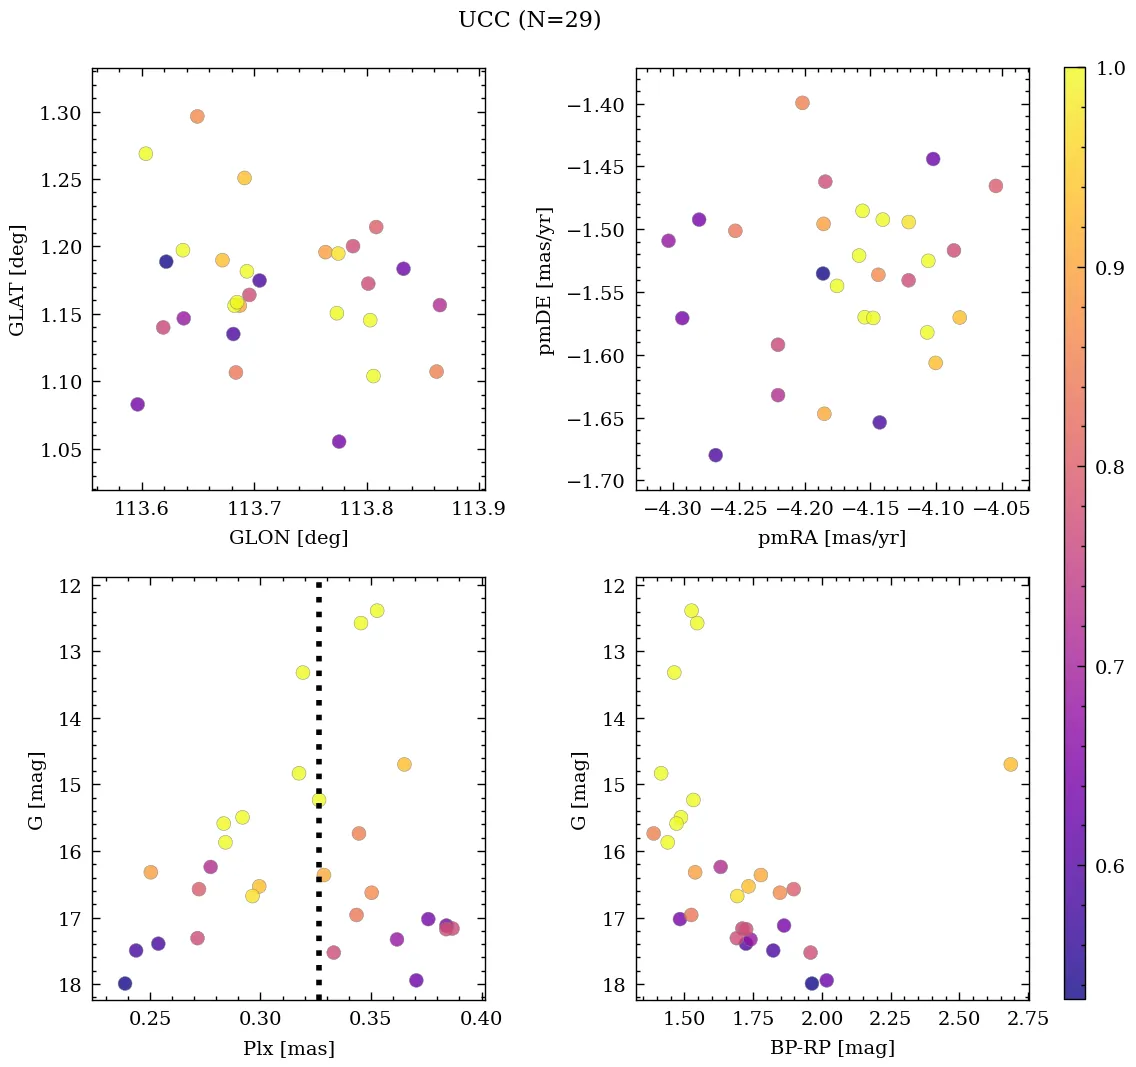 UCC (N=29)
1.30
1.25
1.20
1.15
1.10
1.05
GLAT [deg]
113.6 113.7 113.8 113.9
GLON [deg]
−1.40
−1.45
−1.50
−1.55
−1.60
−1.65
−1.70
pmDE [mas/yr]
−4.30 −4.25 −4.20 −4.15 −4.10 −4.05
pmRA [mas/yr]
12
13
14
15
16
17
18
G [mag]
0.25 0.30 0.35 0.40
Plx [mas]
12
13
14
15
16
17
18
G [mag]
1.50 1.75 2.00 2.25 2.50 2.75
BP-RP [mag]
1.0
0.9
0.8
0.7
0.6